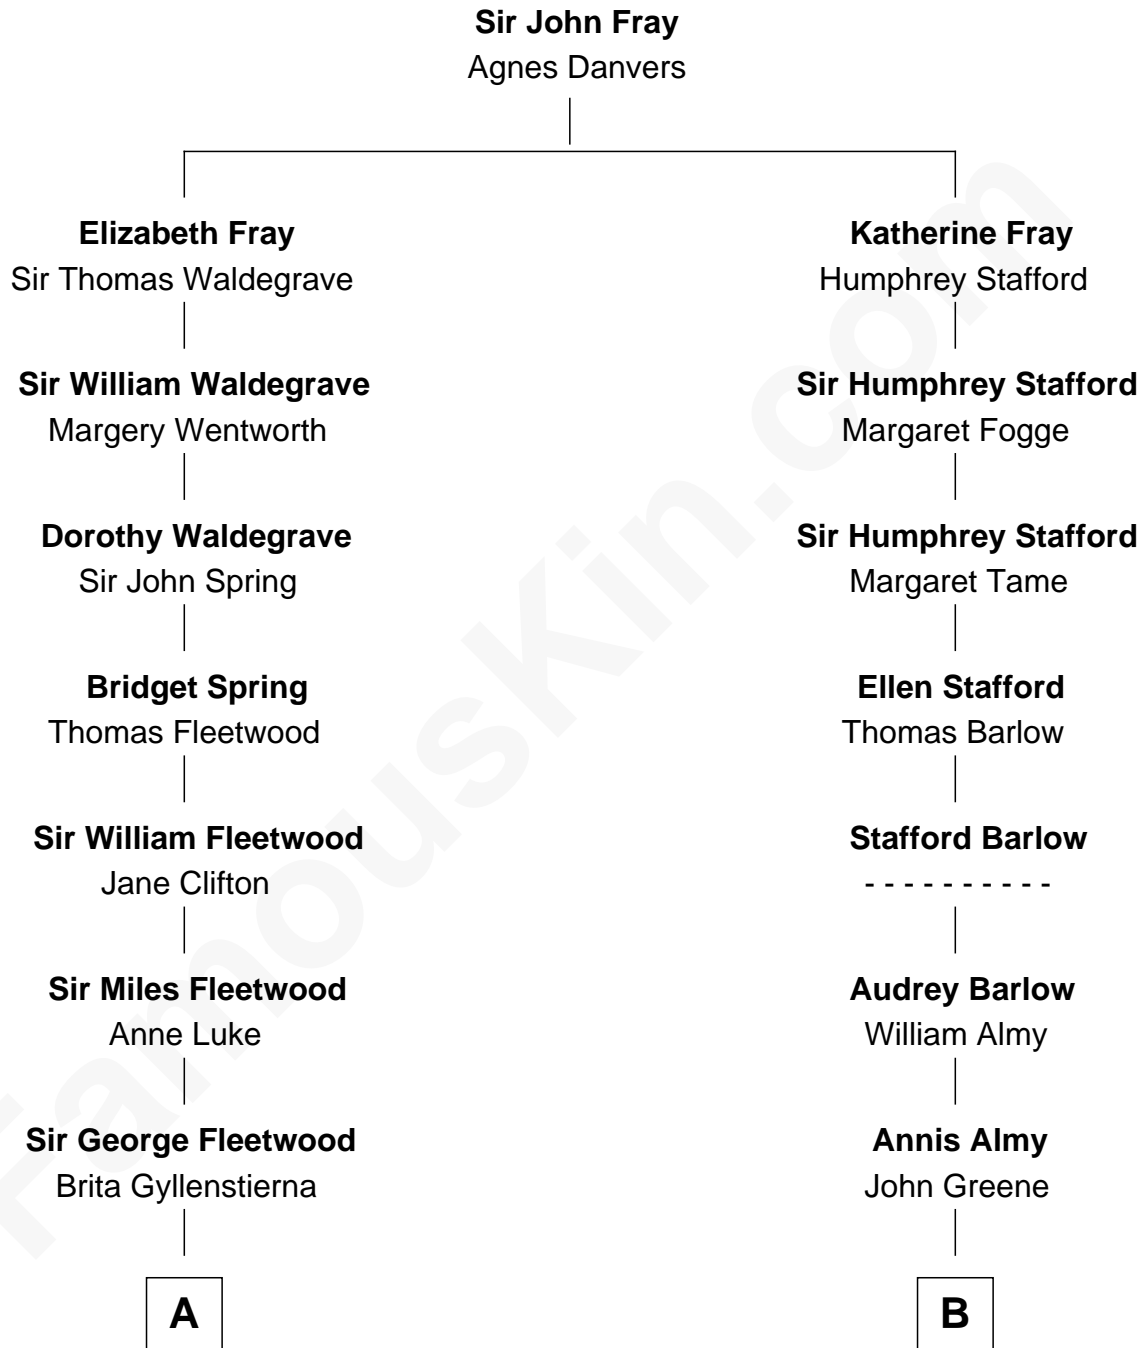 Sir John Fray
Agnes Danvers
Elizabeth Fray
Sir Thomas Waldegrave
Katherine Fray
Humphrey Stafford
Sir William Waldegrave
Margery Wentworth
Sir Humphrey Stafford
Margaret Fogge
Dorothy Waldegrave
Sir John Spring
Sir Humphrey Stafford
Margaret Tame
Bridget Spring
Thomas Fleetwood
Ellen Stafford
Thomas Barlow
Sir William Fleetwood
Jane Clifton
Stafford Barlow
- - - - - - - - - -
Sir Miles Fleetwood
Anne Luke
Audrey Barlow
William Almy
Sir George Fleetwood
Brita Gyllenstierna
Annis Almy
John Greene
A
B
FamousKin.com